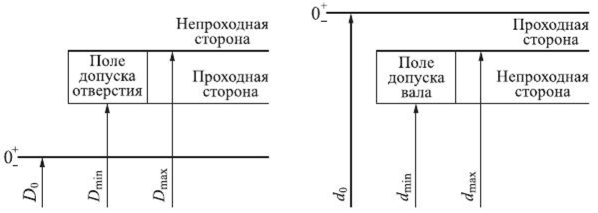 Непроходная
сторона
Поле
допуска
отверстия
Проходная
сторона
0
+
−
D₀
Dmin
Dmax
0
+
−
Проходная
сторона
Поле
допуска
вала
Непроходная
сторона
d₀
dmin
dmax